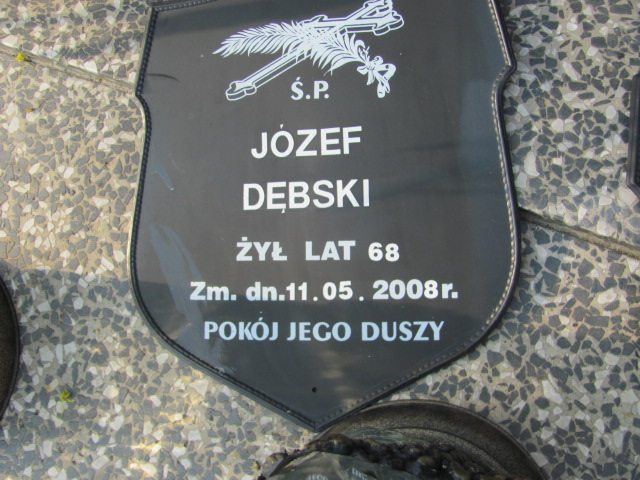 Ś.P.
JÓZEF
DĘBSKI
ŻYŁ LAT 68
Zm. dn.11.05.2008r.
POKÓJ JEGO DUSZY